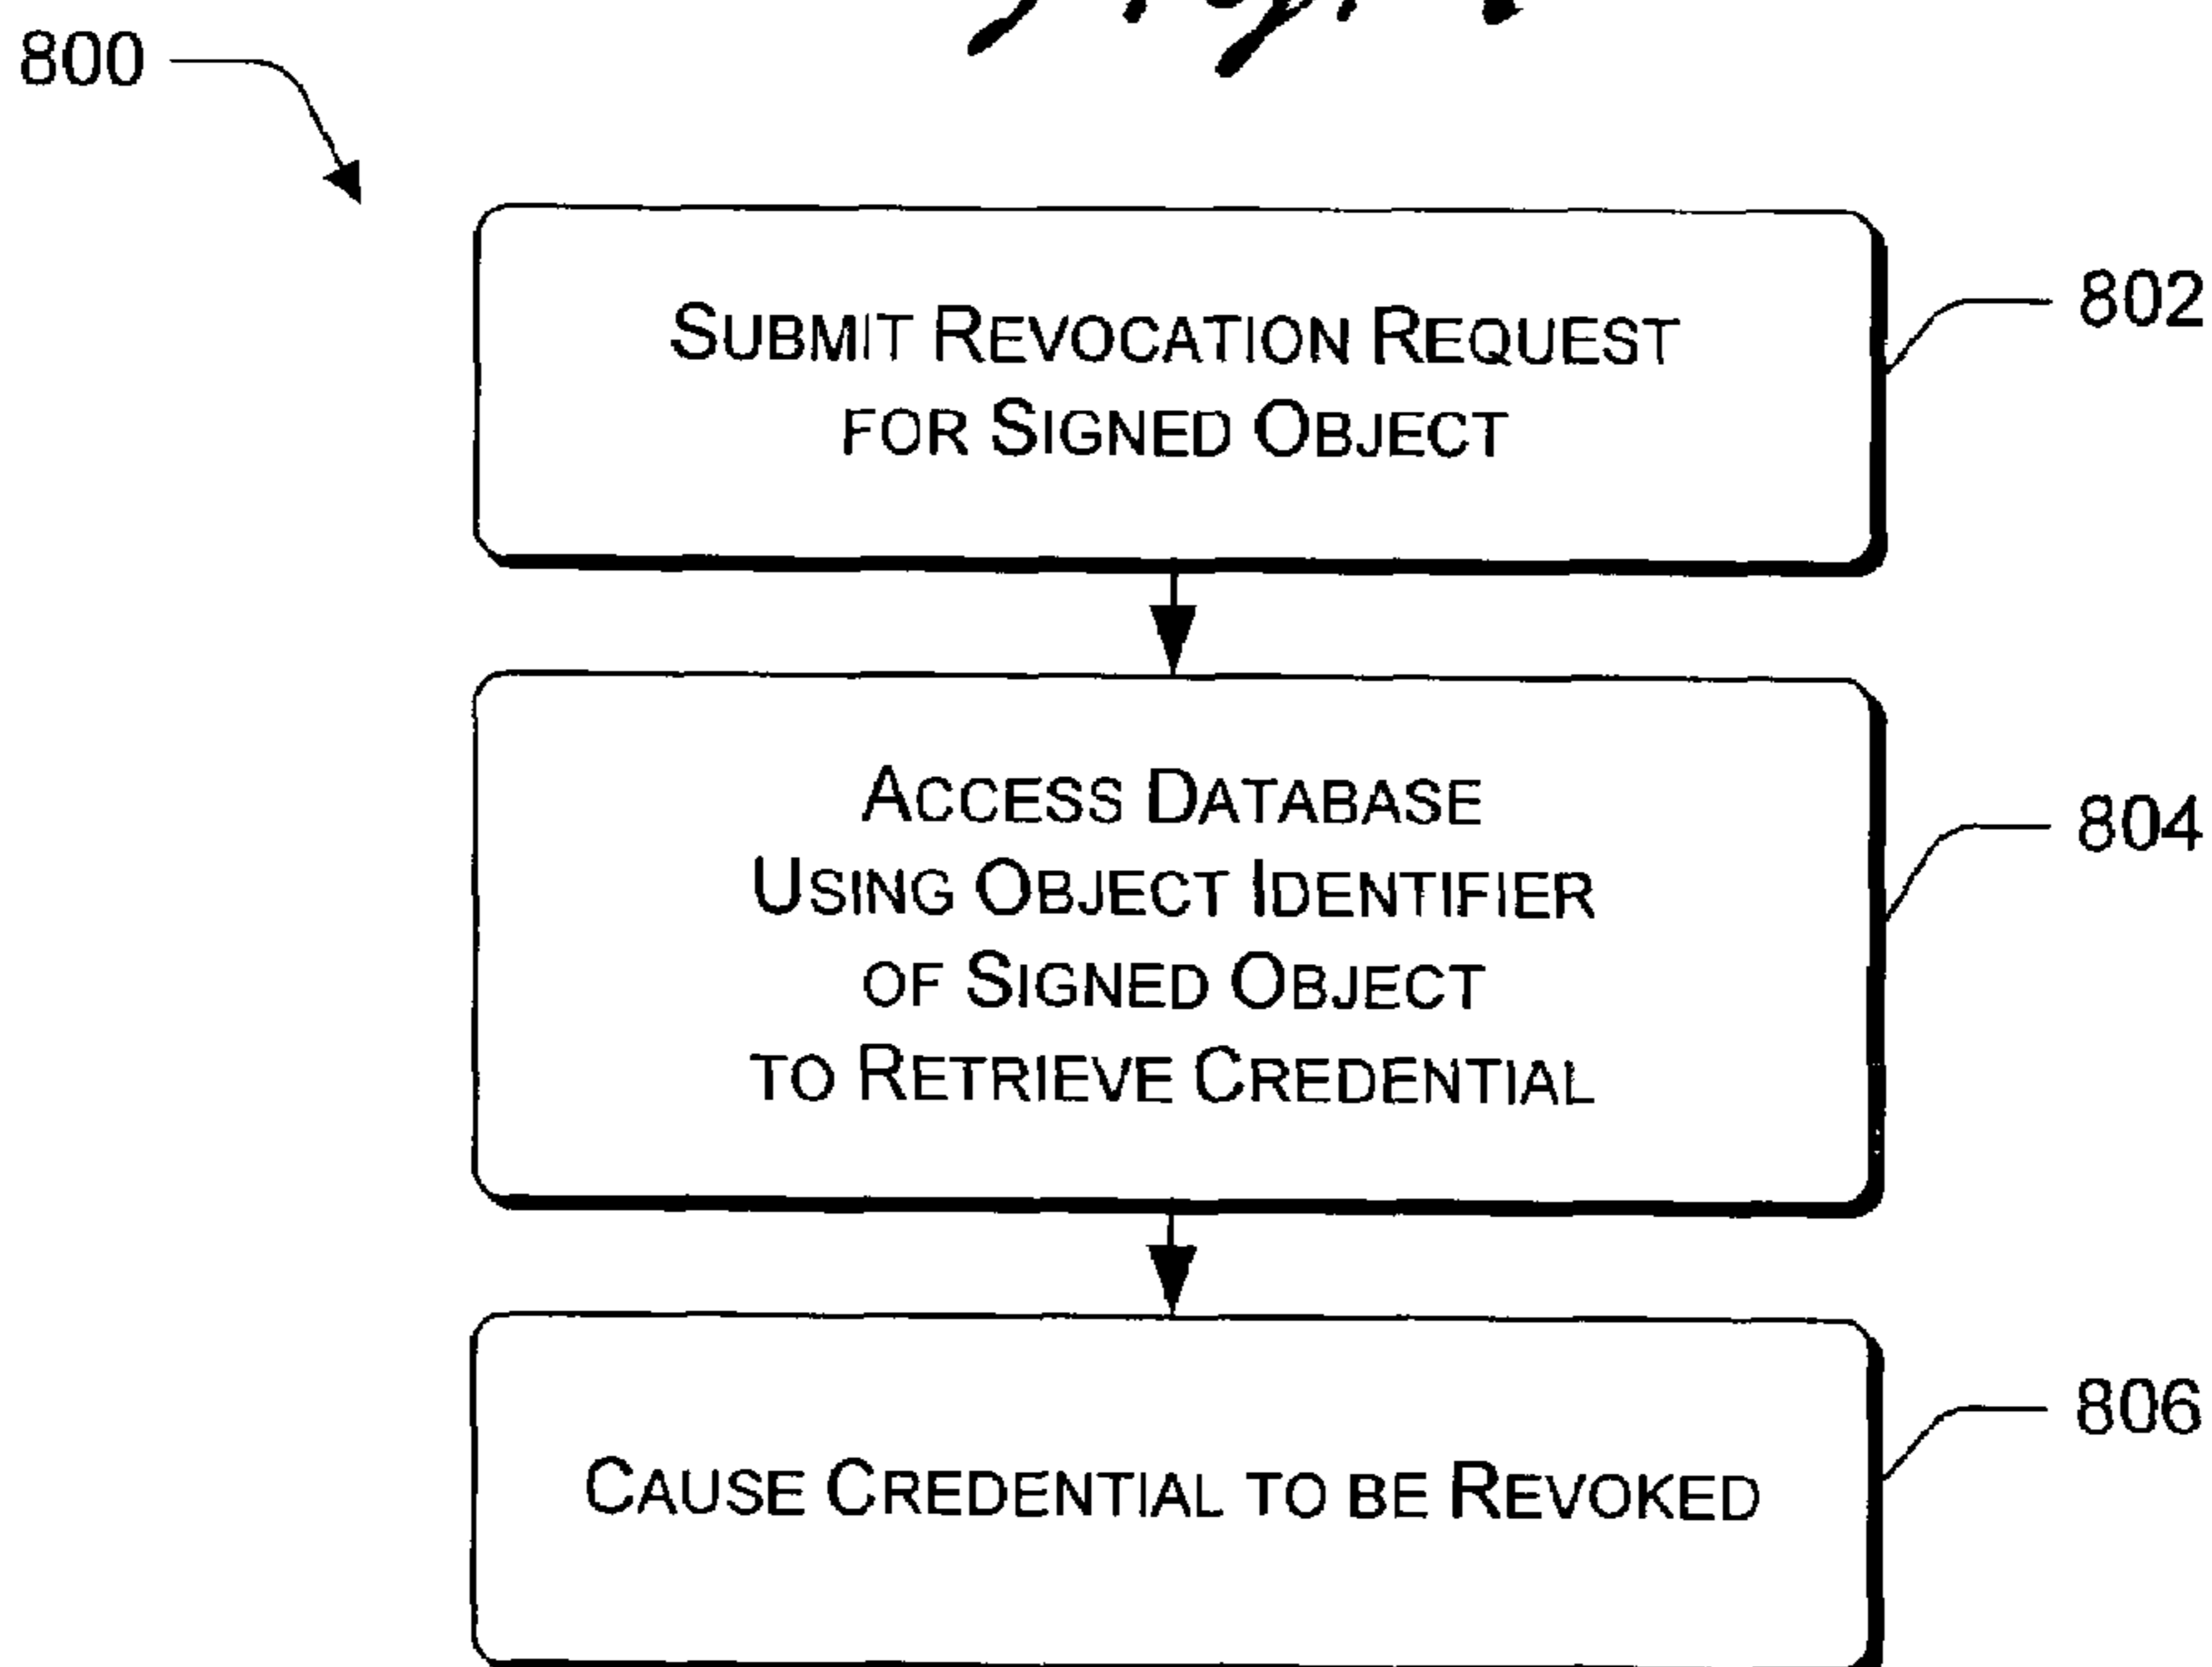 800
SUBMIT REVOCATION REQUEST
FOR SIGNED OBJECT
802
ACCESS DATABASE
USING OBJECT IDENTIFIER
OF SIGNED OBJECT
TO RETRIEVE CREDENTIAL
804
CAUSE CREDENTIAL TO BE REVOKED
806